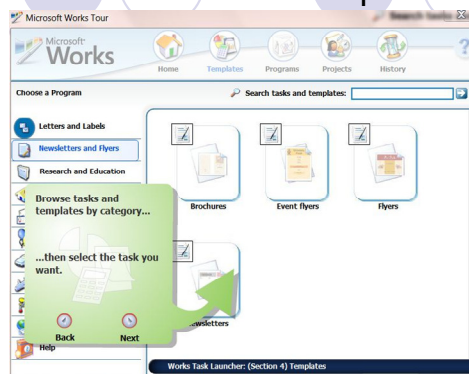 Microsoft Works Tour
Microsoft®
Works
Home
Templates
Programs
Projects
History
?
Choose a Program
Search tasks and templates:
Letters and Labels
Newsletters and Flyers
Research and Education
Brochures
Event flyers
Flyers
Browse tasks and
templates by category...
...then select the task you
want.
Back
Next
Newsletters
Help
Works Task Launcher: (Section 4) Templates